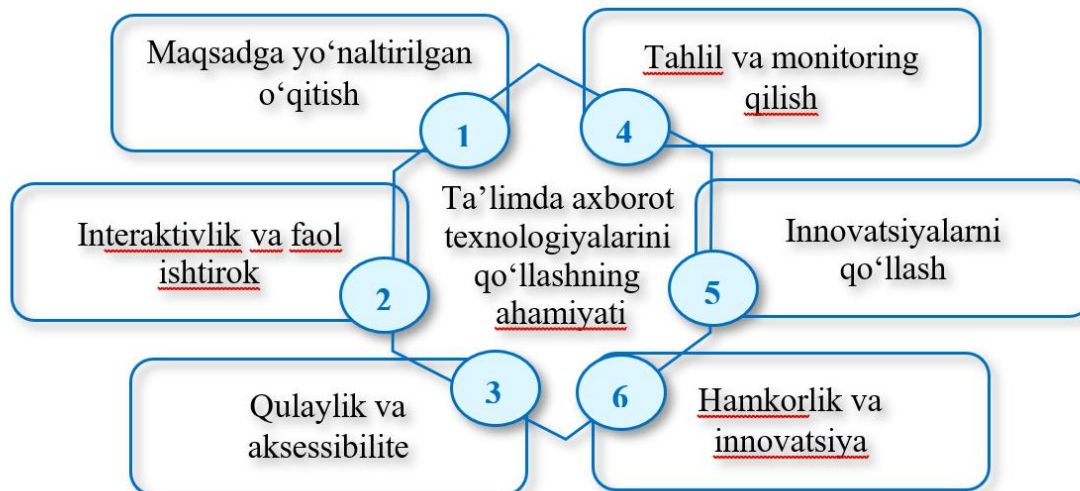 Maqsadga yo‘naltirilgan
o‘qitish
1
Interaktivlik va faol
ishtirok
2
Qulaylik va
aksessibilite
3
Ta’limda axborot
texnologiyalarini
qo‘llashning
ahamiyati
Tahlil va monitoring
qilish
4
Innovatsiyalarni
qo‘llash
5
Hamkorlik va
innovatsiya
6